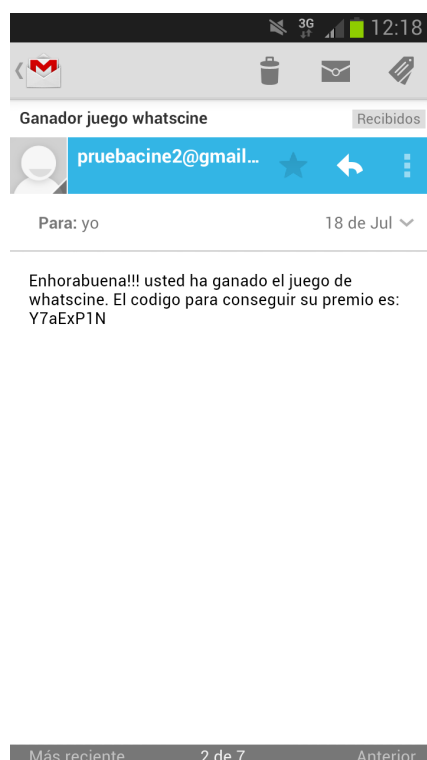 3G 12:18
Ganador juego whatscine Recibidos
pruebacine2@gmail...
Para: yo 18 de Jul
Enhorabuena!!! usted ha ganado el juego de
whatscine. El codigo para conseguir su premio es:
Y7aExP1N
Más reciente 2 de 7 Anterior